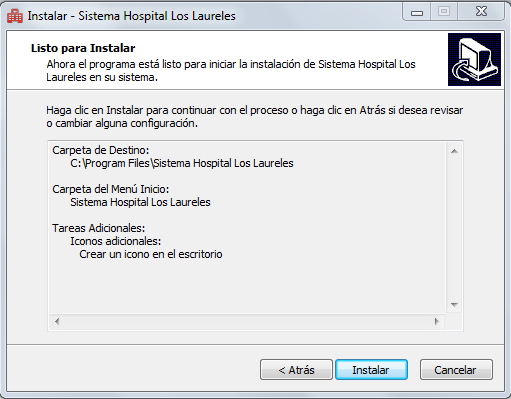 Instalar - Sistema Hospital Los Laureles
Listo para Instalar
Ahora el programa está listo para iniciar la instalación de Sistema Hospital Los
Laureles en su sistema.
Haga clic en Instalar para continuar con el proceso o haga clic en Atrás si desea revisar
o cambiar alguna configuración.
Carpeta de Destino:
C:\Program Files\Sistema Hospital Los Laureles
Carpeta del Menú Inicio:
Sistema Hospital Los Laureles
Tareas Adicionales:
Iconos adicionales:
Crear un icono en el escritorio
< Atrás
Instalar
Cancelar